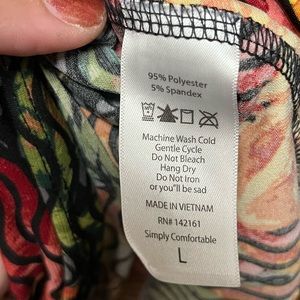 95% Polyester
5% Spandex
Machine Wash Cold
Gentle Cycle
Do Not Bleach
Hang Dry
Do Not Iron
or you"ll be sad
MADE IN VIETNAM
RN# 142161
Simply Comfortable
L